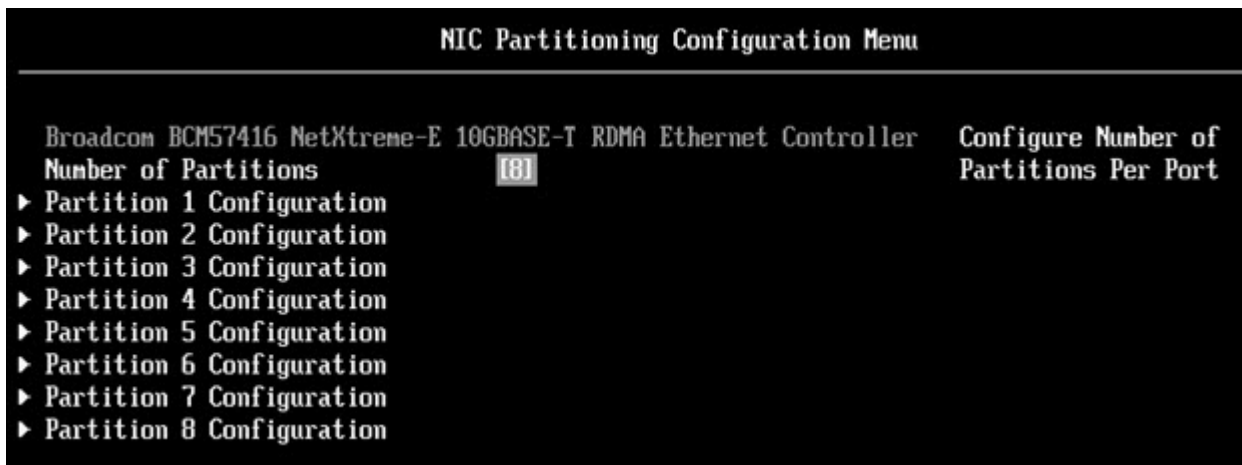 NIC Partitioning Configuration Menu
Broadcom BCM57416 NetXtreme-E 10GBASE-T RDMA Ethernet Controller
Number of Partitions [8]
Partition 1 Configuration
Partition 2 Configuration
Partition 3 Configuration
Partition 4 Configuration
Partition 5 Configuration
Partition 6 Configuration
Partition 7 Configuration
Partition 8 Configuration
Configure Number of
Partitions Per Port